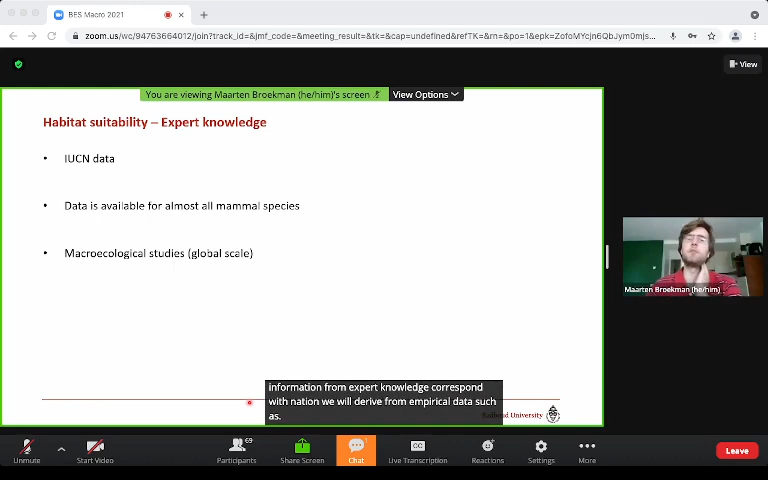 BES Macro 2021
zoom.us/wc/94763664012/join?track_id=&jmf_code=&meeting_result=&tk=&cap=undefined&refTK=&rn=&po=1&epk=ZofoMYcjn6QbJym0mjs...
View
You are viewing Maarten Broekman (he/him)'s screen
View Options
Habitat suitability – Expert knowledge
• IUCN data
• Data is available for almost all mammal species
• Macroecological studies (global scale)
Maarten Broekman (he/him)
information from expert knowledge correspond
with nation we will derive from empirical data such
as.
University
69
1
CC
Unmute
Start Video
Participants
Share Screen
Chat
Live Transcription
Reactions
Settings
More
Leave